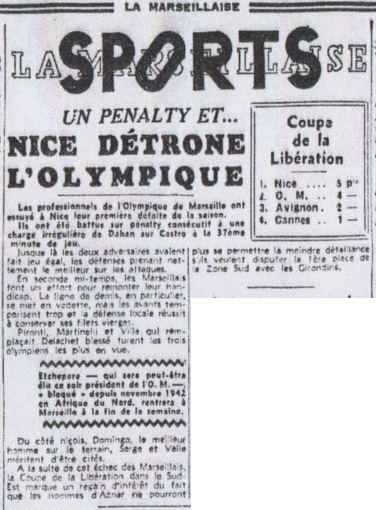 LA MARSEILLAISE
LA MARSEILLAISE
SPORTS
UN PENALTY ET...
NICE DÉTRONE
L'OLYMPIQUE
Les professionnels de l'Olympique de Marseille ont
essuyé à Nice leur première défaite de la saison.
Ils ont été battus sur penalty consécutif à une
charge irrégulière de Dahan sur Castro à la 37ème
minute de jeu.
Jusque là les deux adversaires avaient
fait jeu égal, les défenses prenant net-
tement le meilleur sur les attaques.
En seconde mi-temps, les Marseillais
font un effort pour remonter leur han-
dicap. La ligne de demis, en particulier,
se met en vedette, mais les avants tem-
porisent trop et la défense locale réussit
à conserver ses filets vierges.
Pironti, Martinelli et Villa qui rem-
plaçait Delachet blessé furent les trois
olympiens les plus en vue.
Etchepare — qui sera peut-être
élu ce soir président de l'O. M. —,
« bloqué » depuis novembre 1942
en Afrique du Nord, rentrera à
Marseille à la fin de la semaine.
Du côté niçois, Domingo, le meilleur
homme sur le terrain, Sarge et Valle
méritent d'être cités.
A la suite de cet échec des Marseillais,
la Coupe de la Libération dans le Sud-
Est marque un regain d'intérêt du fait
que les hommes d'Aznar ne pourront
Coupe
de la
Libération
1. Nice .... 5 p
2. O. M. .. 4 —
3. Avignon. 2 —
4. Cannes .. 1 —
plus se permettre la moindre défaillance
s'ils veulent disputer la 1ère place de
la Zone Sud avec les Girondins.